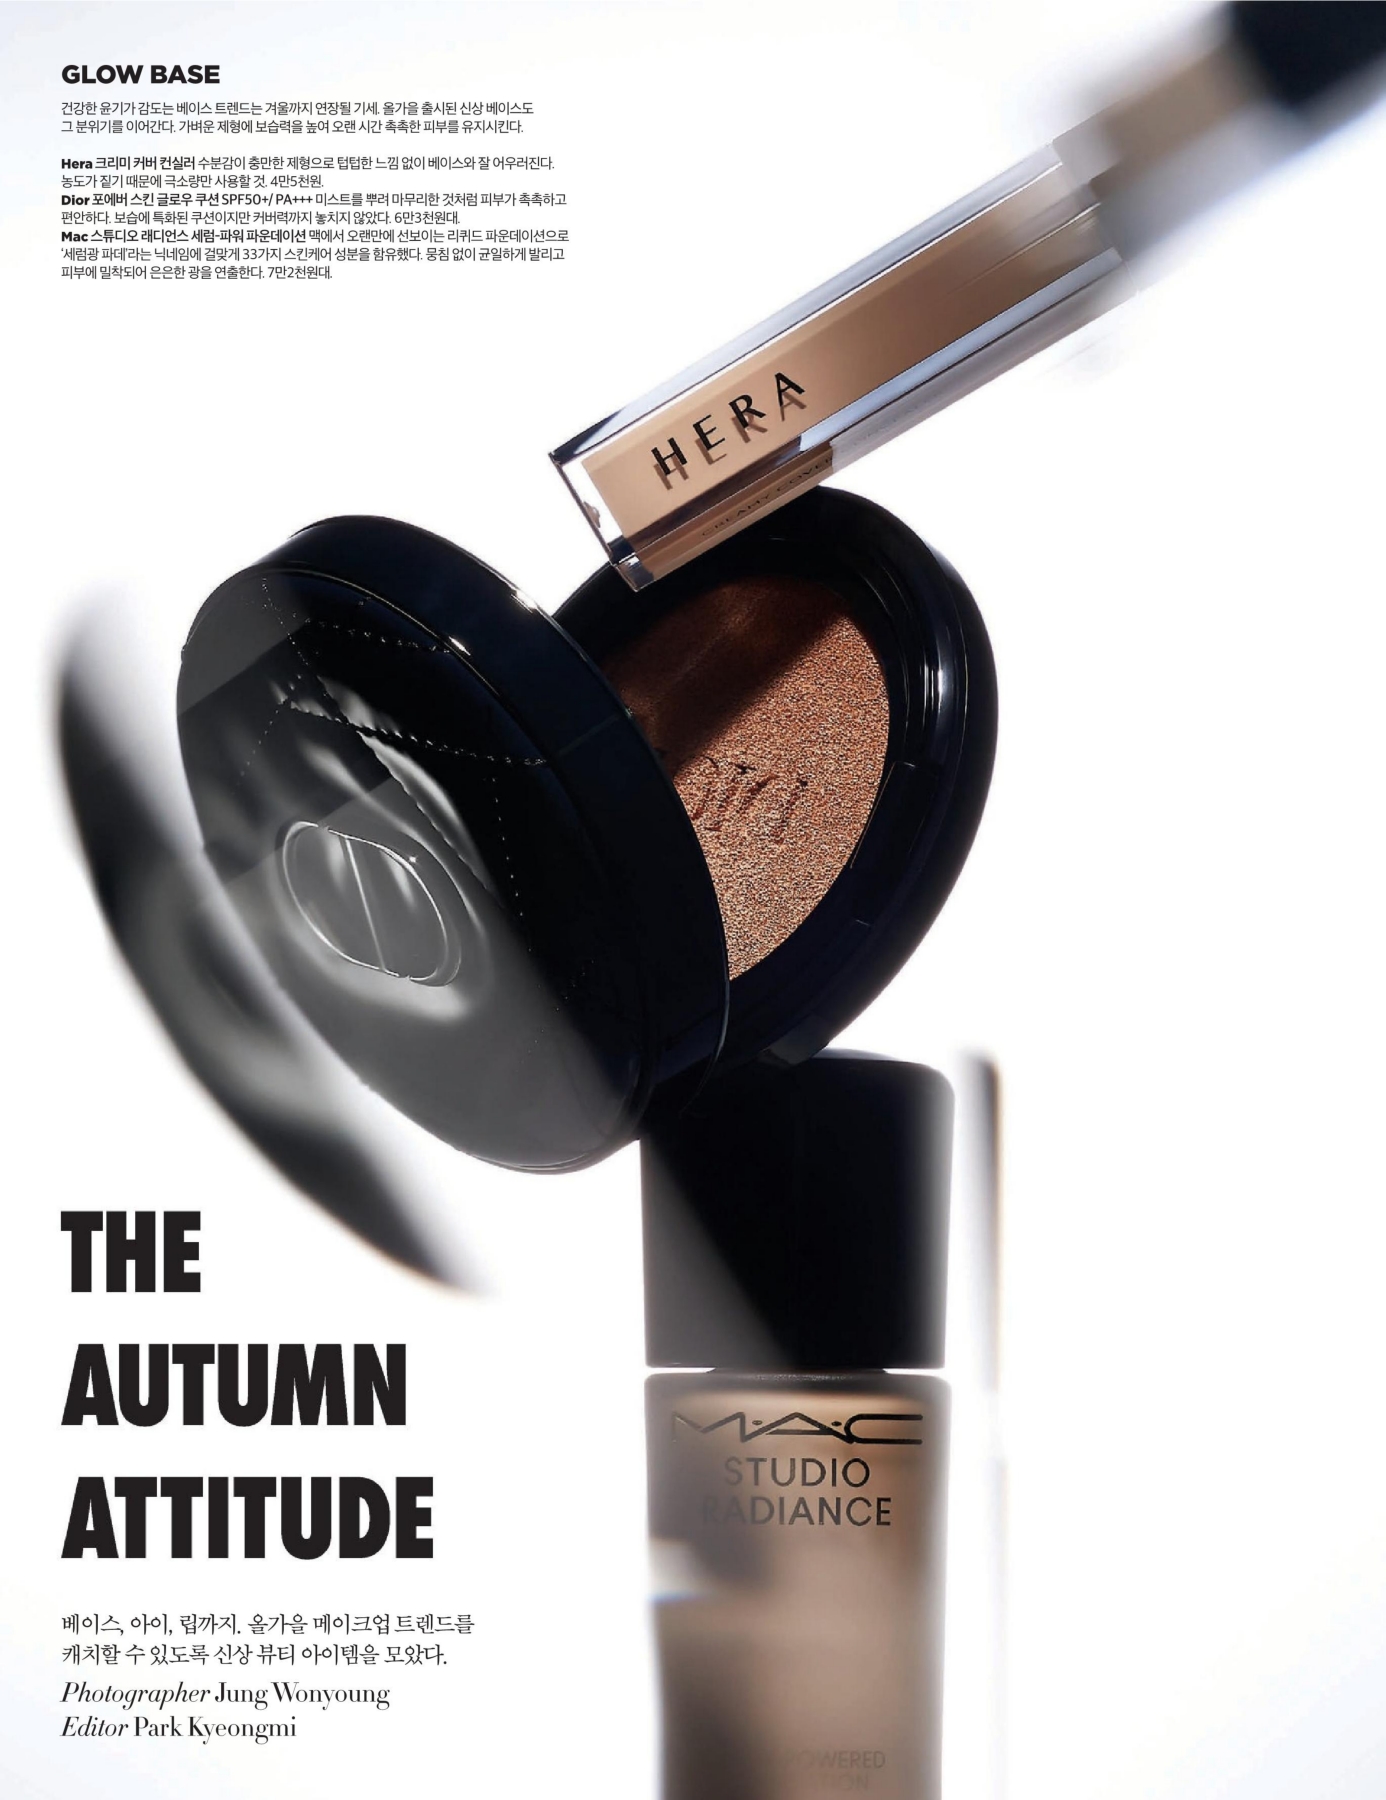 GLOW BASE
건강한 윤기가 감도는 베이스 트렌드는 겨울까지 연장될 기세. 올가을 출시된 신상 베이스도
그 분위기를 이어간다. 가벼운 제형에 보습력을 높여 오랜 시간 촉촉한 피부를 유지시킨다.
Hera 크리미 커버 컨실러 수분감이 충만한 제형으로 텁텁한 느낌 없이 베이스와 잘 어우러진다.
농도가 짙기 때문에 극소량만 사용할 것. 4만5천원.
Dior 포에버 스킨 글로우 쿠션 SPF50+/ PA+++ 미스트를 뿌려 마무리한 것처럼 피부가 촉촉하고
편안하다. 보습에 특화된 쿠션이지만 커버력까지 놓치지 않았다. 6만3천원대.
Mac 스튜디오 래디언스 세럼-파워 파운데이션 맥에서 오랜만에 선보이는 리퀴드 파운데이션으로
‘세럼광 파데’라는 닉네임에 걸맞게 33가지 스킨케어 성분을 함유했다. 뭉침 없이 균일하게 발리고
피부에 밀착되어 은은한 광을 연출한다. 7만2천원대.
HERA
CREAMY COVER
M·A·C
STUDIO
RADIANCE
POWERED
THE
AUTUMN
ATTITUDE
베이스, 아이, 립까지. 올가을 메이크업 트렌드를
캐치할 수 있도록 신상 뷰티 아이템을 모았다.
Photographer Jung Wonyoung
Editor Park Kyeongmi